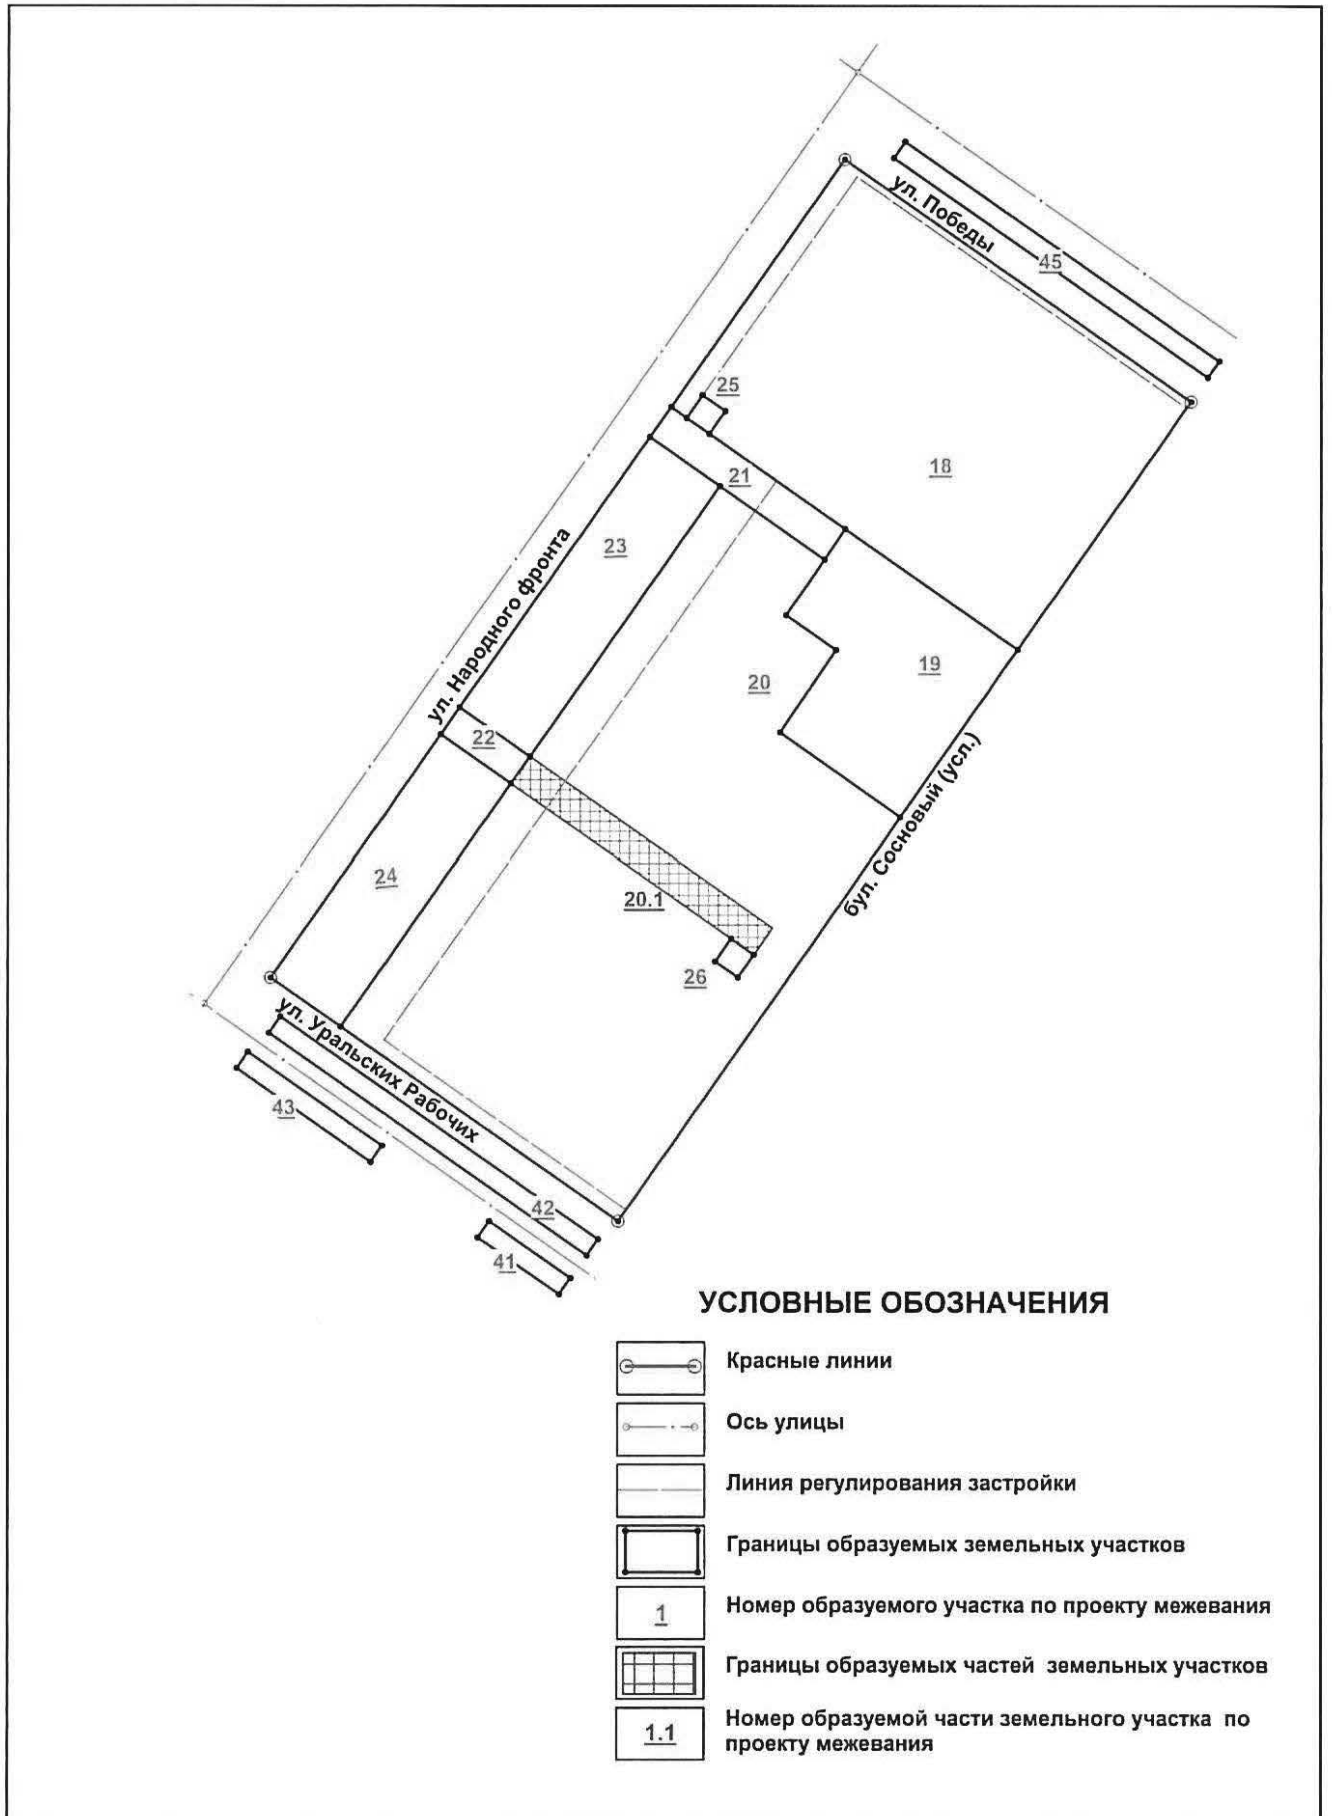 ул. Победы
45
25
18
21
23
ул. Народного фронта
19
20
22
бул. Сосновый (усл.)
24
20.1
26
ул. Уральских Рабочих
43
42
41
УСЛОВНЫЕ ОБОЗНАЧЕНИЯ
Красные линии
Ось улицы
Линия регулирования застройки
Границы образуемых земельных участков
1
Номер образуемого участка по проекту межевания
Границы образуемых частей земельных участков
1.1
Номер образуемой части земельного участка по
проекту межевания